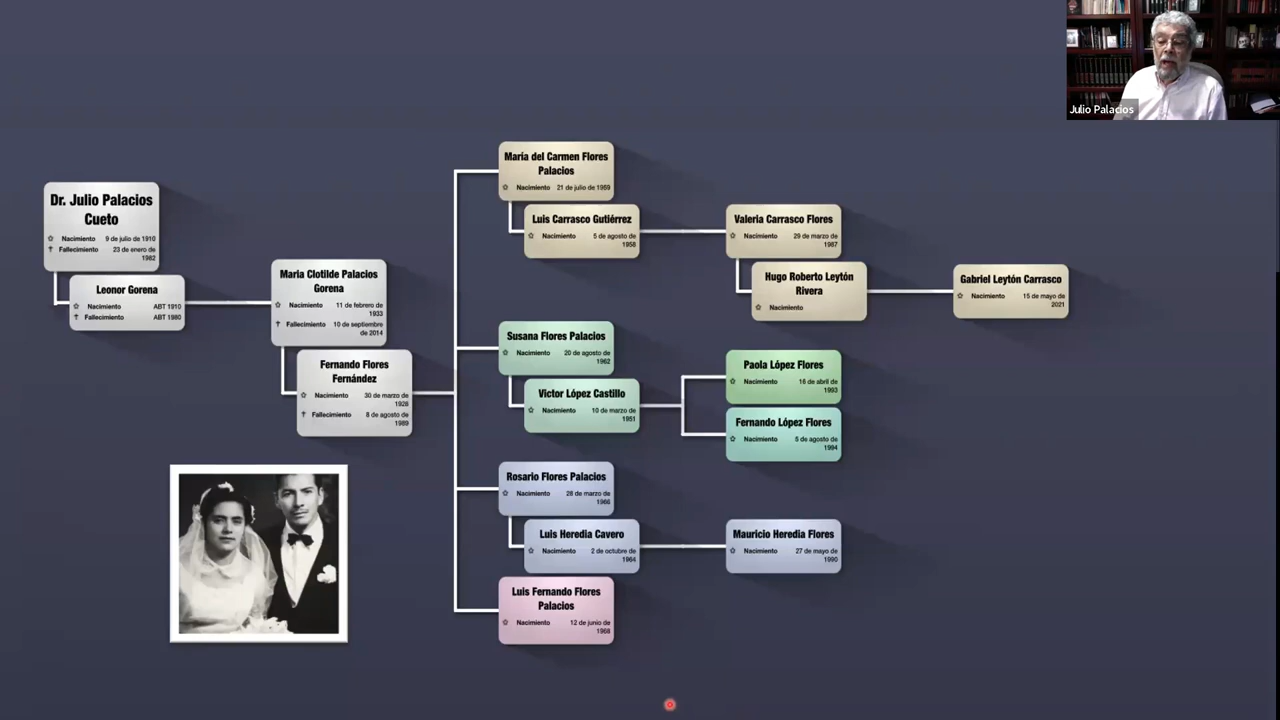 Julio Palacios
Dr. Julio Palacios
Cueto
Nacimiento 9 de julio de 1910
Fallecimiento 23 de enero de
1982
Leonor Gorena
Nacimiento ABT 1910
Fallecimiento ABT 1980
Maria Clotilde Palacios
Gorena
Nacimiento 11 de febrero de
1933
Fallecimiento 10 de septiembre
de 2014
Fernando Flores
Fernández
Nacimiento 30 de marzo de
1928
Fallecimiento 8 de agosto de
1989
María del Carmen Flores
Palacios
Nacimiento 21 de julio de 1959
Luis Carrasco Gutiérrez
Nacimiento 5 de agosto de
1958
Valeria Carrasco Flores
Nacimiento 29 de marzo de
1987
Hugo Roberto Leytón
Rivera
Nacimiento
Gabriel Leytón Carrasco
Nacimiento 15 de mayo de
2021
Susana Flores Palacios
Nacimiento 20 de agosto de
1962
Victor López Castillo
Nacimiento 10 de marzo de
1951
Paola López Flores
Nacimiento 16 de abril de
1993
Fernando López Flores
Nacimiento 5 de agosto de
1994
Rosario Flores Palacios
Nacimiento 28 de marzo de
1966
Luis Heredia Cavero
Nacimiento 2 de octubre de
1964
Mauricio Heredia Flores
Nacimiento 27 de mayo de
1990
Luis Fernando Flores
Palacios
Nacimiento 12 de junio de
1968